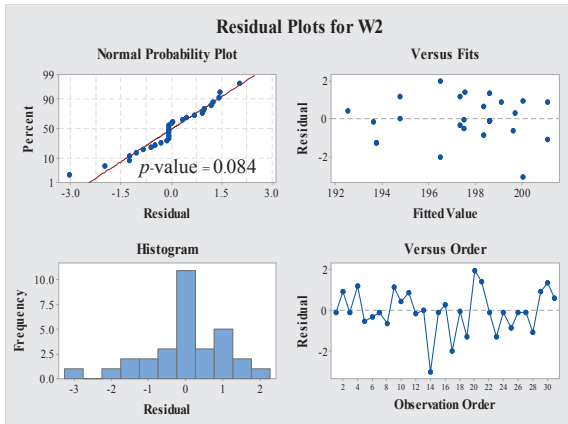 Residual Plots for W2
Normal Probability Plot
99
90
50
10
1
Percent
p-value = 0.084
-3.0 -1.5 0.0 1.5 3.0
Residual
Versus Fits
2
0
-2
Residual
192 194 196 198 200
Fitted Value
Histogram
10.0
7.5
5.0
2.5
0.0
Frequency
-3 -2 -1 0 1 2
Residual
Versus Order
2
0
-2
Residual
2 4 6 8 10 12 14 16 18 20 22 24 26 28 30
Observation Order